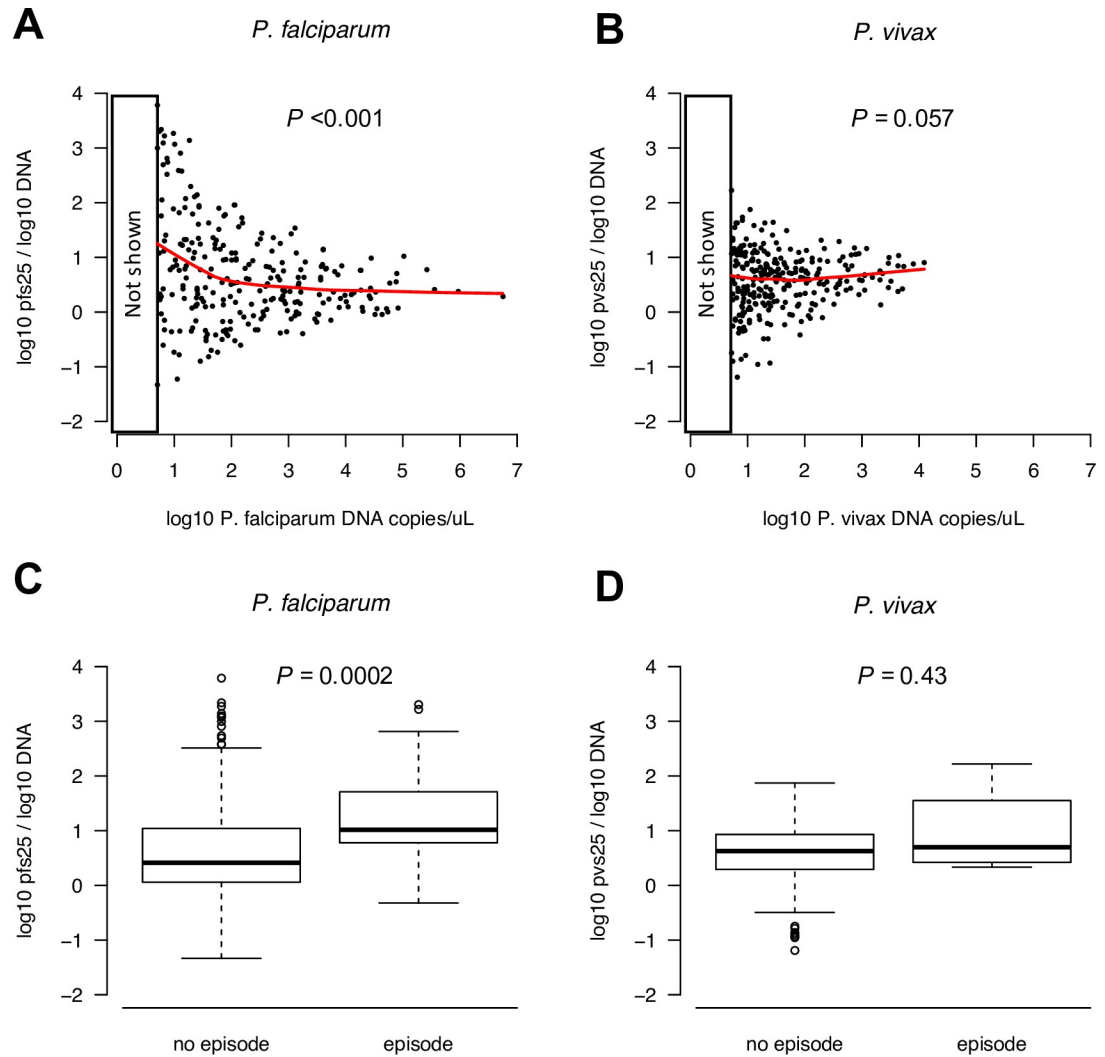 A
P. falciparum
P <0.001
log10 pfs25 / log10 DNA
4
3
2
1
0
−1
−2
Not shown
0 1 2 3 4 5 6 7
log10 P. falciparum DNA copies/uL
B
P. vivax
P = 0.057
log10 pvs25 / log10 DNA
4
3
2
1
0
−1
−2
Not shown
0 1 2 3 4 5 6 7
log10 P. vivax DNA copies/uL
C
P. falciparum
P = 0.0002
log10 pfs25 / log10 DNA
4
3
2
1
0
−1
−2
no episode episode
D
P. vivax
P = 0.43
log10 pvs25 / log10 DNA
4
3
2
1
0
−1
−2
no episode episode